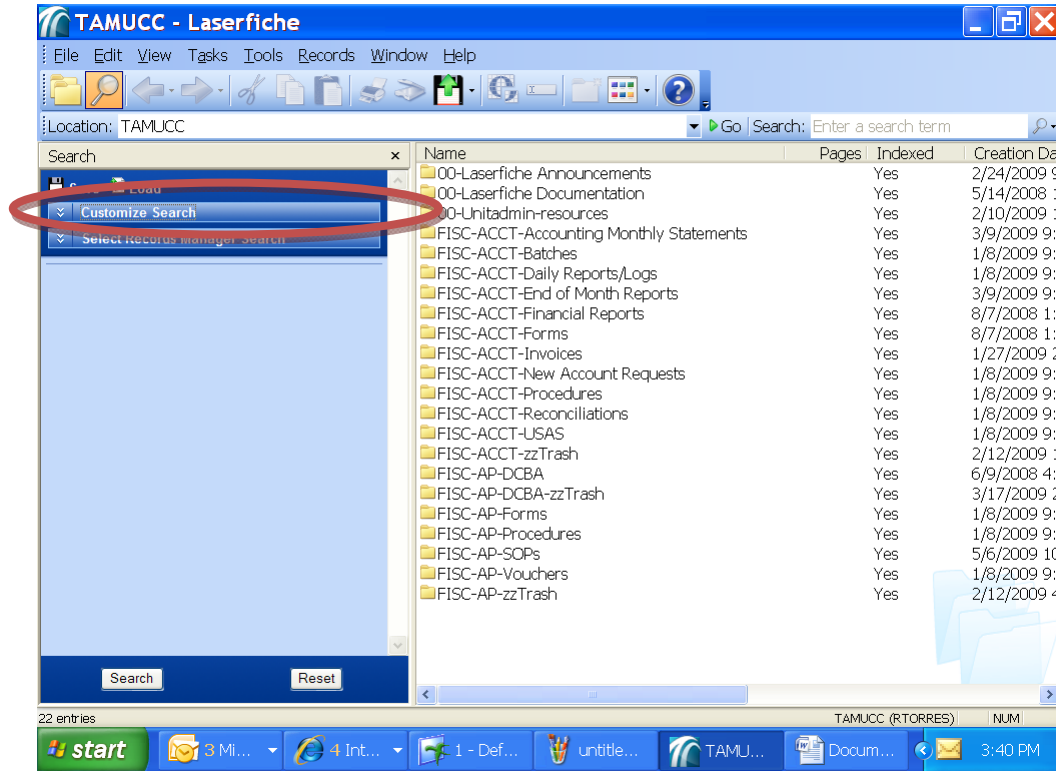 TAMUCC - Laserfiche
File Edit View Tasks Tools Records Window Help
Location: TAMUCC Go Search: Enter a search term
Search x
Load
Customize Search
Select Records Manager Search
Search Reset
Name Pages Indexed Creation Da
00-Laserfiche Announcements Yes 2/24/2009 9
00-Laserfiche Documentation Yes 5/14/2008 1
00-Unitadmin-resources Yes 2/10/2009 1
FISC-ACCT-Accounting Monthly Statements Yes 3/9/2009 9:
FISC-ACCT-Batches Yes 1/8/2009 9:
FISC-ACCT-Daily Reports/Logs Yes 1/8/2009 9:
FISC-ACCT-End of Month Reports Yes 3/9/2009 9:
FISC-ACCT-Financial Reports Yes 8/7/2008 1:
FISC-ACCT-Forms Yes 8/7/2008 1:
FISC-ACCT-Invoices Yes 1/27/2009 2
FISC-ACCT-New Account Requests Yes 1/8/2009 9:
FISC-ACCT-Procedures Yes 1/8/2009 9:
FISC-ACCT-Reconciliations Yes 1/8/2009 9:
FISC-ACCT-USAS Yes 1/8/2009 9:
FISC-ACCT-zzTrash Yes 2/12/2009 1
FISC-AP-DCBA Yes 6/9/2008 4:
FISC-AP-DCBA-zzTrash Yes 3/17/2009 2
FISC-AP-Forms Yes 1/8/2009 9:
FISC-AP-Procedures Yes 1/8/2009 9:
FISC-AP-SOPs Yes 5/6/2009 10
FISC-AP-Vouchers Yes 1/8/2009 9:
FISC-AP-zzTrash Yes 2/12/2009 4
22 entries TAMUCC (RTORRES) NUM
start 3 Mi... 4 Int... 1 - Def... untitle... TAMU... Docum... 3:40 PM